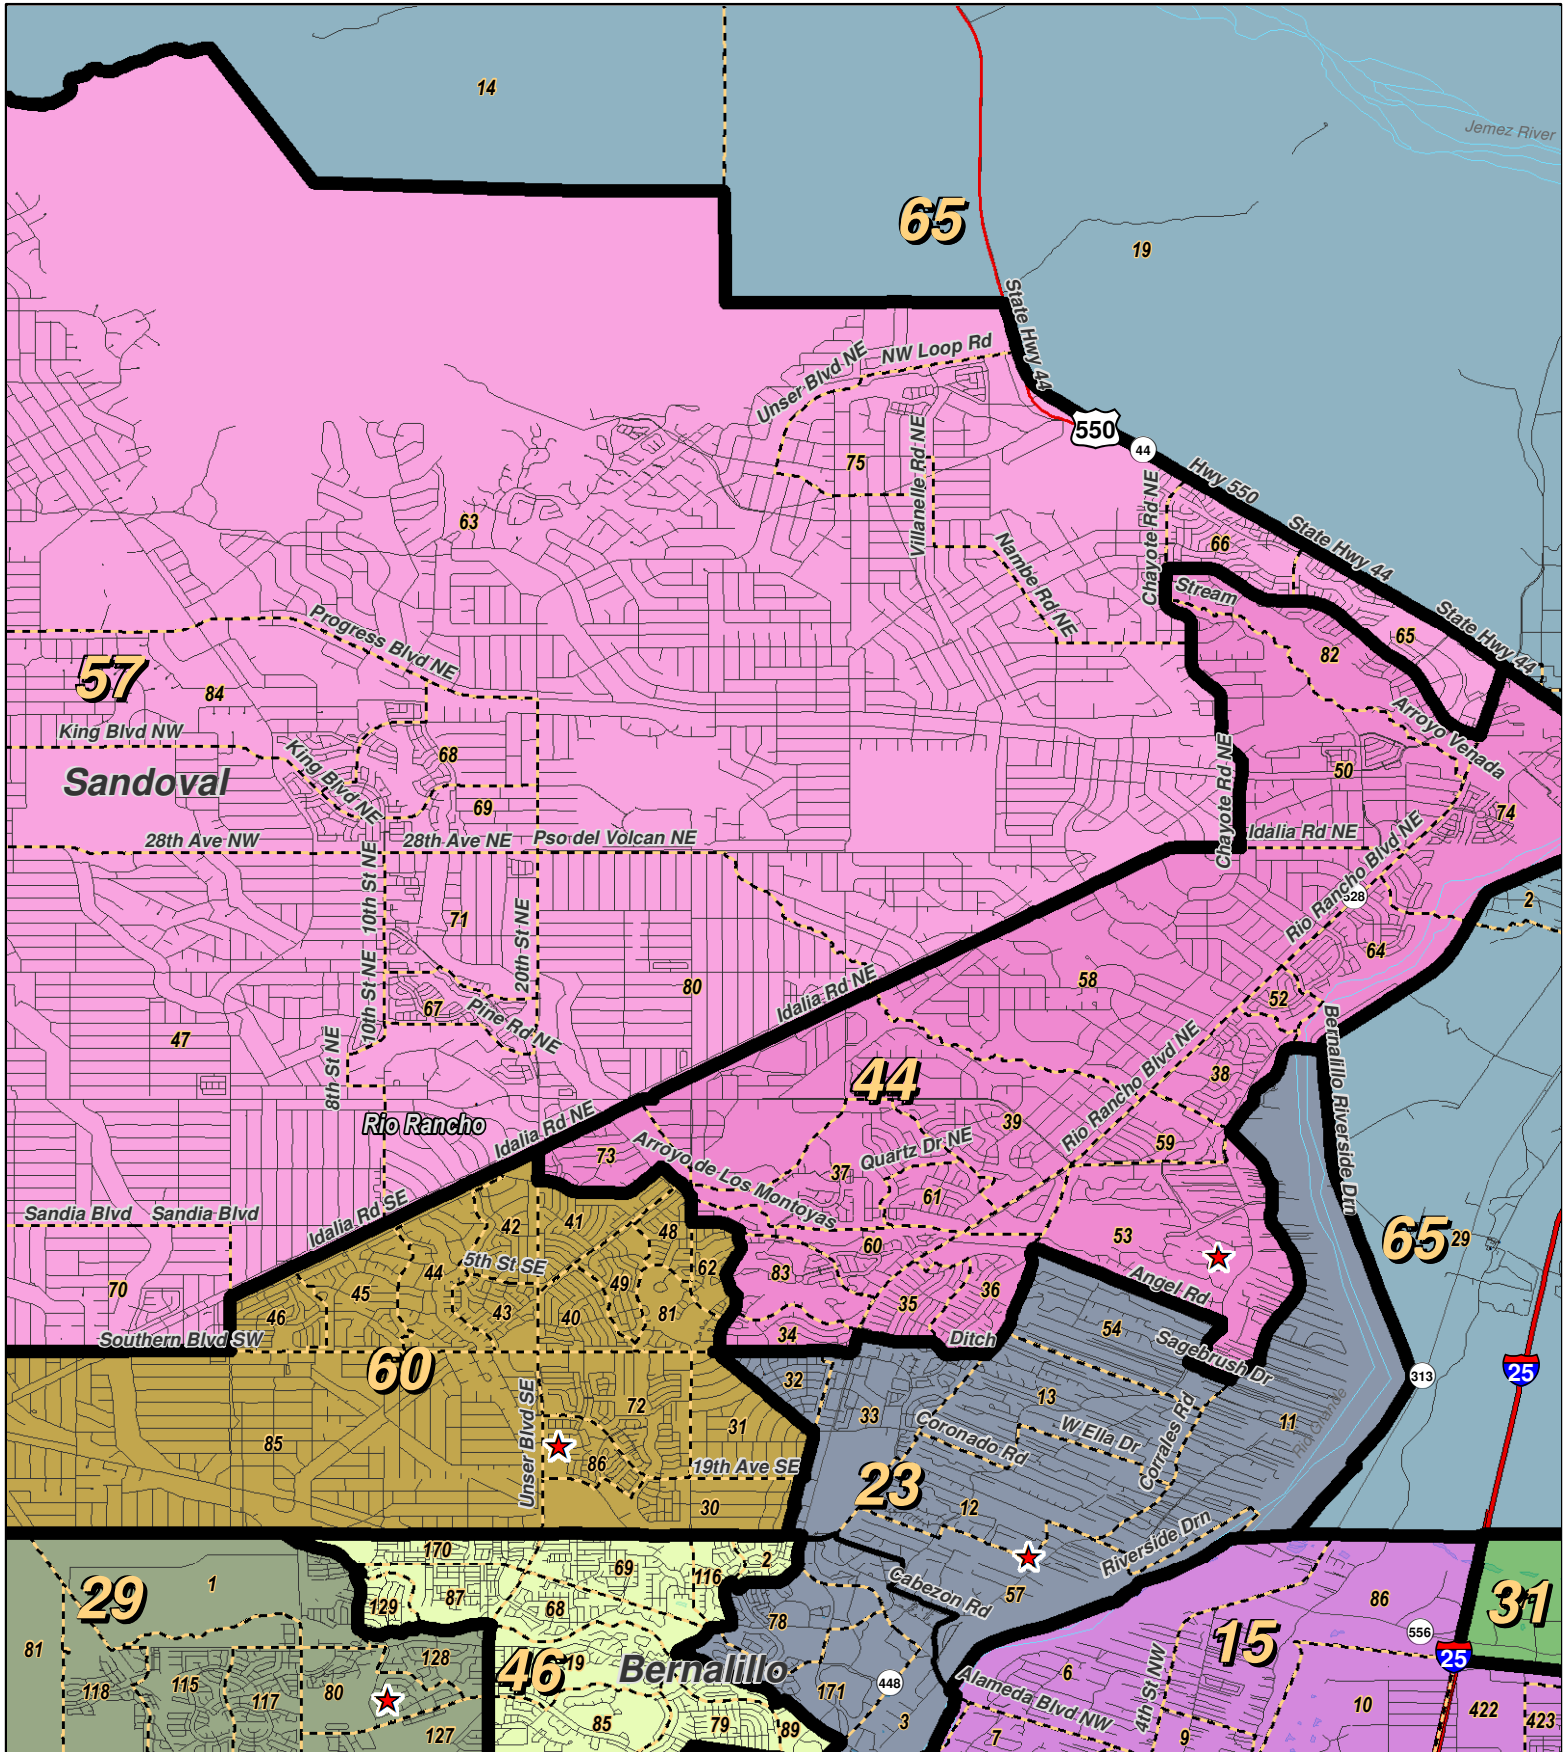 14
Jemez River
65
19
State Hwy 44
NW Loop Rd
Unser Blvd NE
550
44
Villanelle Rd NE
75
Hwy 550
Chayote Rd NE
63
State Hwy 44
66
Nambe Rd NE
Stream
Progress Blvd NE
State Hwy 44
65
82
57
84
Arroyo Venada
King Blvd NW
King Blvd NE
68
Chayote Rd NE
50
Sandoval
69
74
28th Ave NW
28th Ave NE
Pso del Volcan NE
Idalia Rd NE
Rio Rancho Blvd NE
10th St NE
528
2
71
20th St NE
64
80
58
Idalia Rd NE
52
10th St NE
67
Pine Rd NE
47
8th St NE
Bernalillo Riverside Drn
Rio Rancho Blvd NE
44
38
Rio Rancho
39
Idalia Rd NE
73
Arroyo de Los Montoyas
Quartz Dr NE
59
37
61
Sandia Blvd
Sandia Blvd
Idalia Rd SE
42
41
48
53
60
65
29
5th St SE
44
62
83
49
Angel Rd
70
45
46
43
40
81
35
36
34
Southern Blvd SW
Ditch
54
Sagebrush Dr
60
32
25
313
72
31
33
13
Coronado Rd
W Ella Dr
Corrales Rd
11
Rio Grande
85
Unser Blvd SE
86
19th Ave SE
23
30
12
Riverside Drn
170
69
2
116
57
Cabezon Rd
29
1
129
87
68
78
86
31
556
15
81
128
46
19
Bernalillo
25
118
115
117
80
171
448
6
4th St NW
Alameda Blvd NW
127
85
79
89
3
7
9
10
422
423